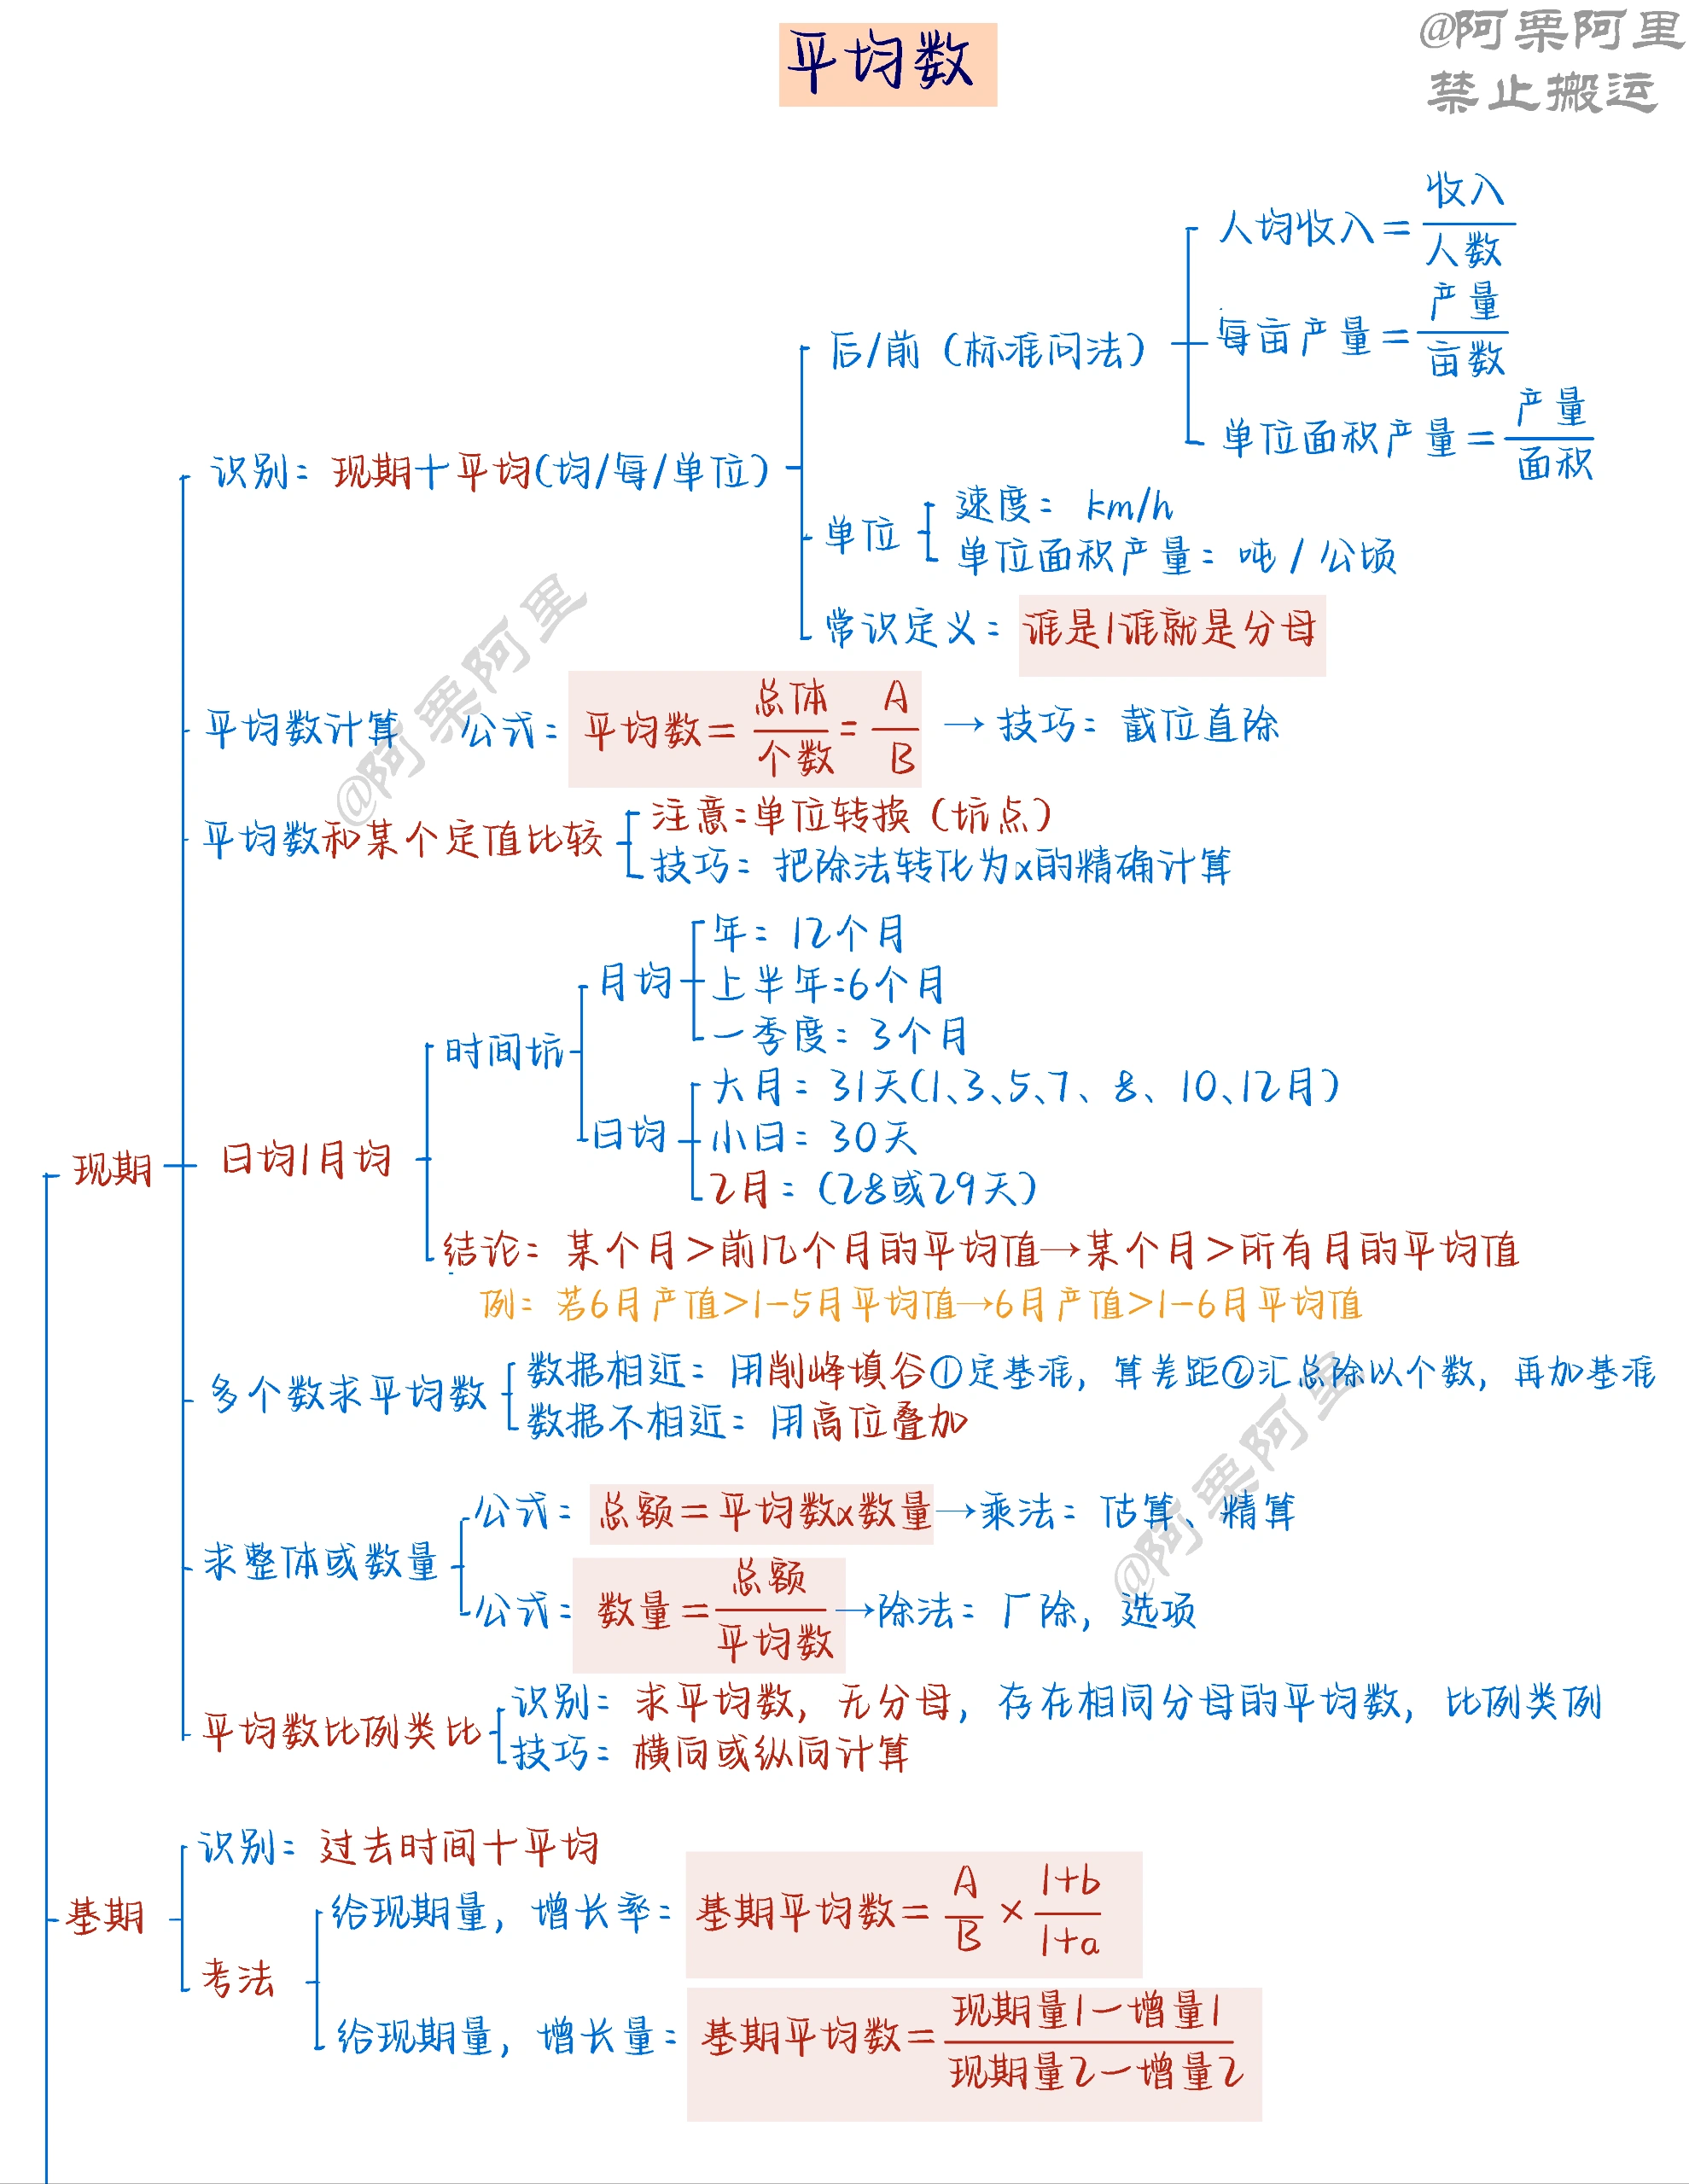 平均数
@阿栗阿里
禁止搬运
人均收入=收入/人数
每亩产量=产量/亩数
后/前（标准问法）
单位面积产量=产量/面积
识别：现期+平均(均/每/单位)
单位
速度：km/h
单位面积产量：吨/公顷
常识定义：谁是1谁就是分母
@阿栗阿里
平均数计算 公式：平均数=总体/个数=A/B→技巧：截位直除
平均数和某个定值比较
注意:单位转换（坑点）
技巧：把除法转化为x的精确计算
年：12个月
月均
上半年:6个月
一季度：3个月
时间坑
大月：31天(1、3、5、7、8、10、12月)
日均
小日：30天
2月：(28或29天)
现期
日均1月均
结论：某个月>前几个月的平均值→某个月>所有月的平均值
例：若6月产值>1-5月平均值→6月产值>1-6月平均值
多个数求平均数
数据相近：用削峰填谷①定基准，算差距②汇总除以个数，再加基准
数据不相近：用高位叠加
@阿栗阿里
公式：总额=平均数x数量→乘法：估算、精算
求整体或数量
公式：数量=总额/平均数→除法：厂除，选项
平均数比例类比
识别：求平均数，无分母，存在相同分母的平均数，比例类例
技巧：横向或纵向计算
识别：过去时间+平均
基期
给现期量，增长率：基期平均数=A/B×1+b/1+a
考法
给现期量，增长量：基期平均数=现期量1-增量1/现期量2-增量2